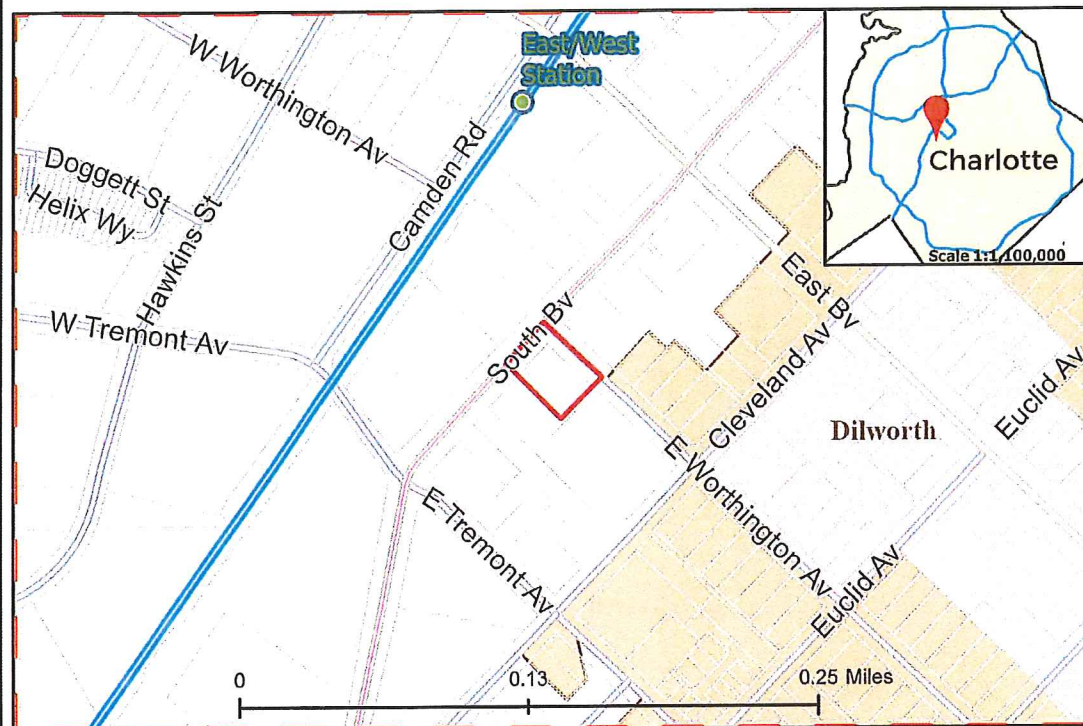 East/West
Station
W Worthington Av
Camden Rd
Charlotte
Doggett St
Helix Wy
Hawkins St
Scale 1:1,100,000
East Bv
W Tremont Av
South Bv
Cleveland Av
Euclid Av
Dilworth
E Worthington Av
E Tremont Av
Euclid Av
E
0
0.13
0.25 Miles